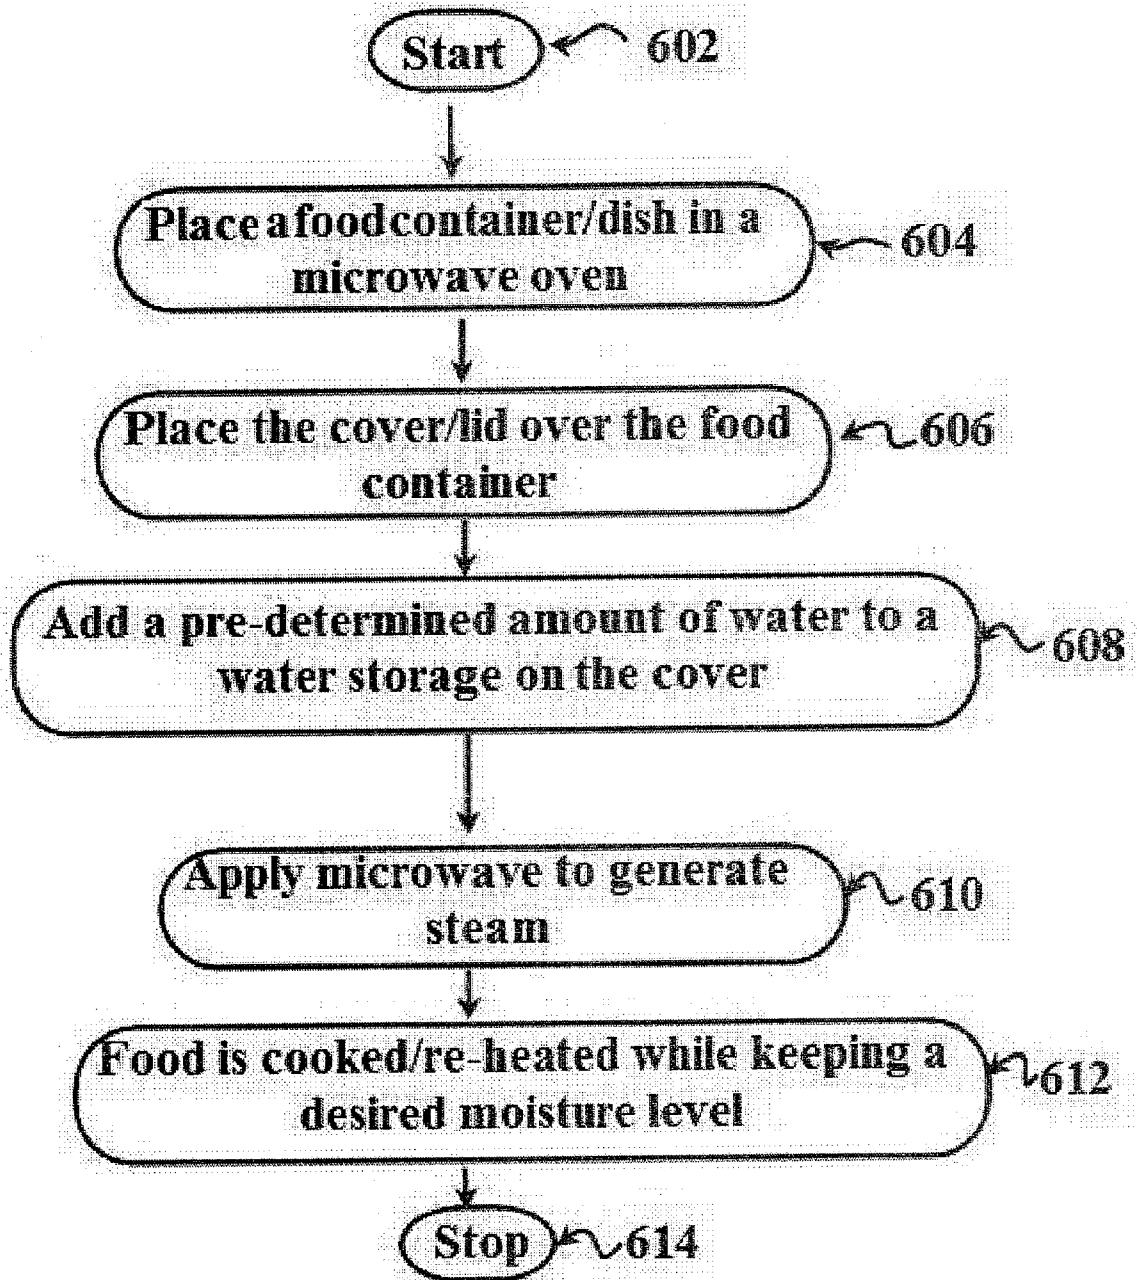 Start
602
Place a food container/dish in a
microwave oven
604
Place the cover/lid over the food
container
606
Add a pre-determined amount of water to a
water storage on the cover
608
Apply microwave to generate
steam
610
Food is cooked/re-heated while keeping a
desired moisture level
612
Stop
614